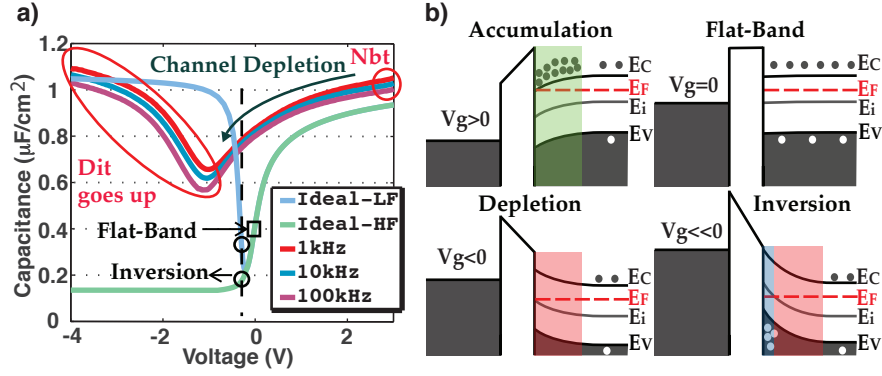 a)
Capacitance (µF/cm²)
1.2
1
0.8
0.6
0.4
0.2
0
Channel Depletion
Nbt
Dit
goes up
Flat-Band
Inversion
Ideal-LF
Ideal-HF
1kHz
10kHz
100kHz
-4
-2
0
2
Voltage (V)
b)
Accumulation
Vg>0
EC
EF
Ei
EV
Flat-Band
Vg=0
EC
EF
Ei
EV
Depletion
Vg<0
EC
EF
Ei
EV
Inversion
Vg<<0
EC
EF
Ei
EV